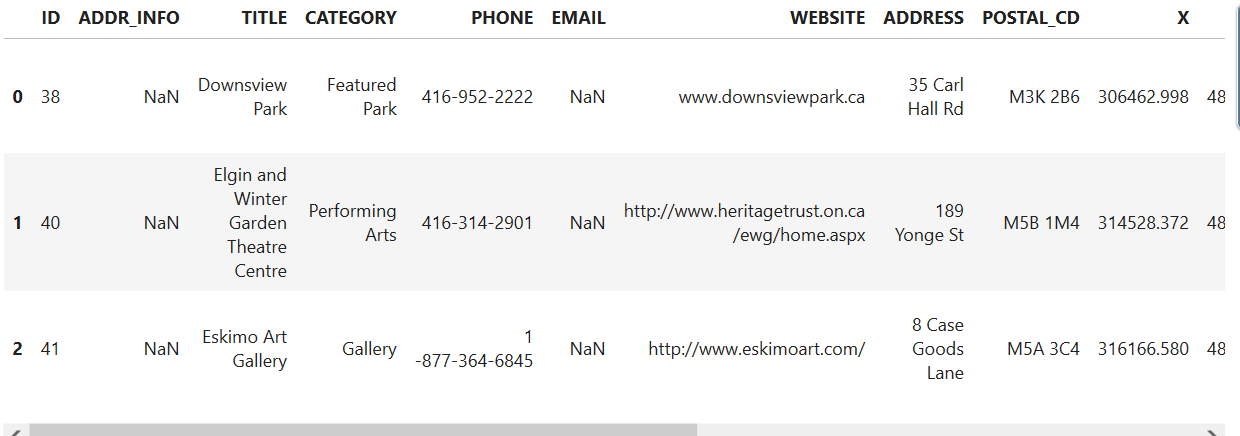 ID ADDR_INFO TITLE CATEGORY PHONE EMAIL WEBSITE ADDRESS POSTAL_CD X
0 38 NaN Downsview Park Featured Park 416-952-2222 NaN www.downsviewpark.ca 35 Carl Hall Rd M3K 2B6 306462.998 48
1 40 NaN Elgin and Winter Garden Theatre Centre Performing Arts 416-314-2901 NaN http://www.heritagetrust.on.ca/ewg/home.aspx 189 Yonge St M5B 1M4 314528.372 48
2 41 NaN Eskimo Art Gallery Gallery 1-877-364-6845 NaN http://www.eskimoart.com/ 8 Case Goods Lane M5A 3C4 316166.580 48